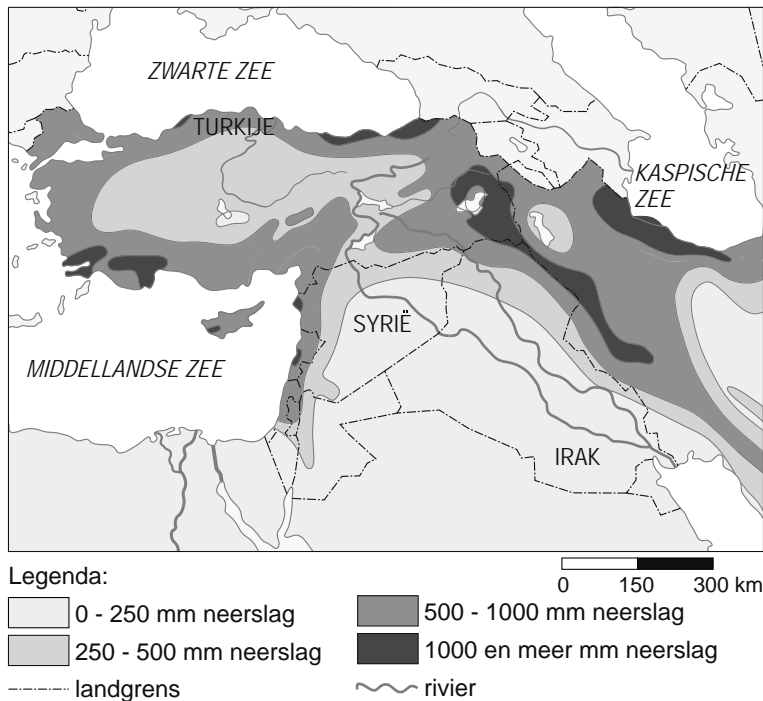 ZWARTE ZEE
TURKIJE
KASPISCHE
ZEE
SYRIË
MIDDELLANDSE ZEE
IRAK
Legenda:
0 150 300 km
0 - 250 mm neerslag
500 - 1000 mm neerslag
250 - 500 mm neerslag
1000 en meer mm neerslag
landgrens
rivier